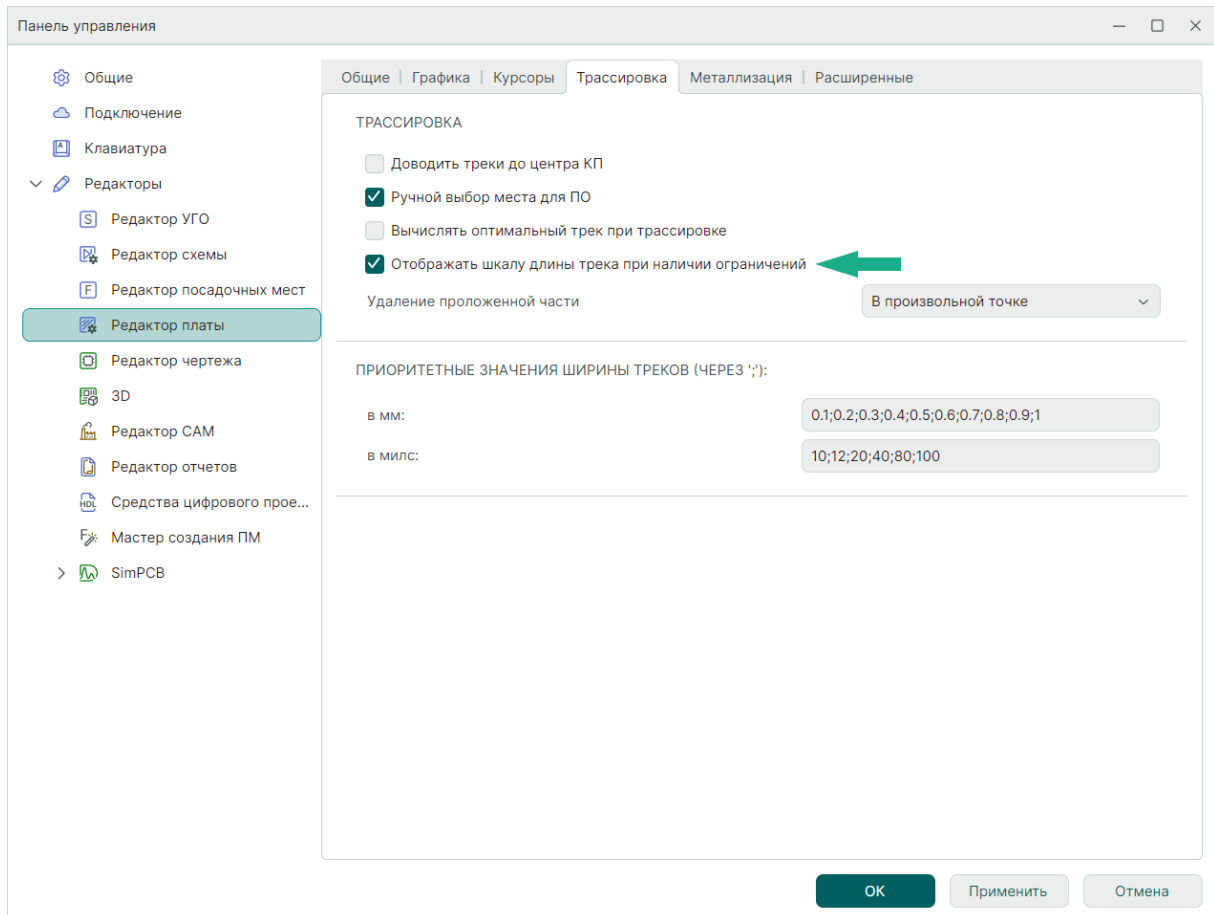 Панель управления
Общие
Подключение
Клавиатура
Редакторы
S Редактор УГО
Редактор схемы
F Редактор посадочных мест
Редактор платы
Редактор чертежа
3D
Редактор CAM
Редактор отчетов
HDL Средства цифрового прое...
F Мастер создания ПМ
SimPCB
Общие | Графика | Курсоры Трассировка Металлизация | Расширенные
ТРАССИРОВКА
Доводить треки до центра КП
Ручной выбор места для ПО
Вычислять оптимальный трек при трассировке
Отображать шкалу длины трека при наличии ограничений
Удаление проложенной части В произвольной точке
ПРИОРИТЕТНЫЕ ЗНАЧЕНИЯ ШИРИНЫ ТРЕКОВ (ЧЕРЕЗ ';'):
в мм: 0.1;0.2;0.3;0.4;0.5;0.6;0.7;0.8;0.9;1
в милс: 10;12;20;40;80;100
ОК Применить Отмена